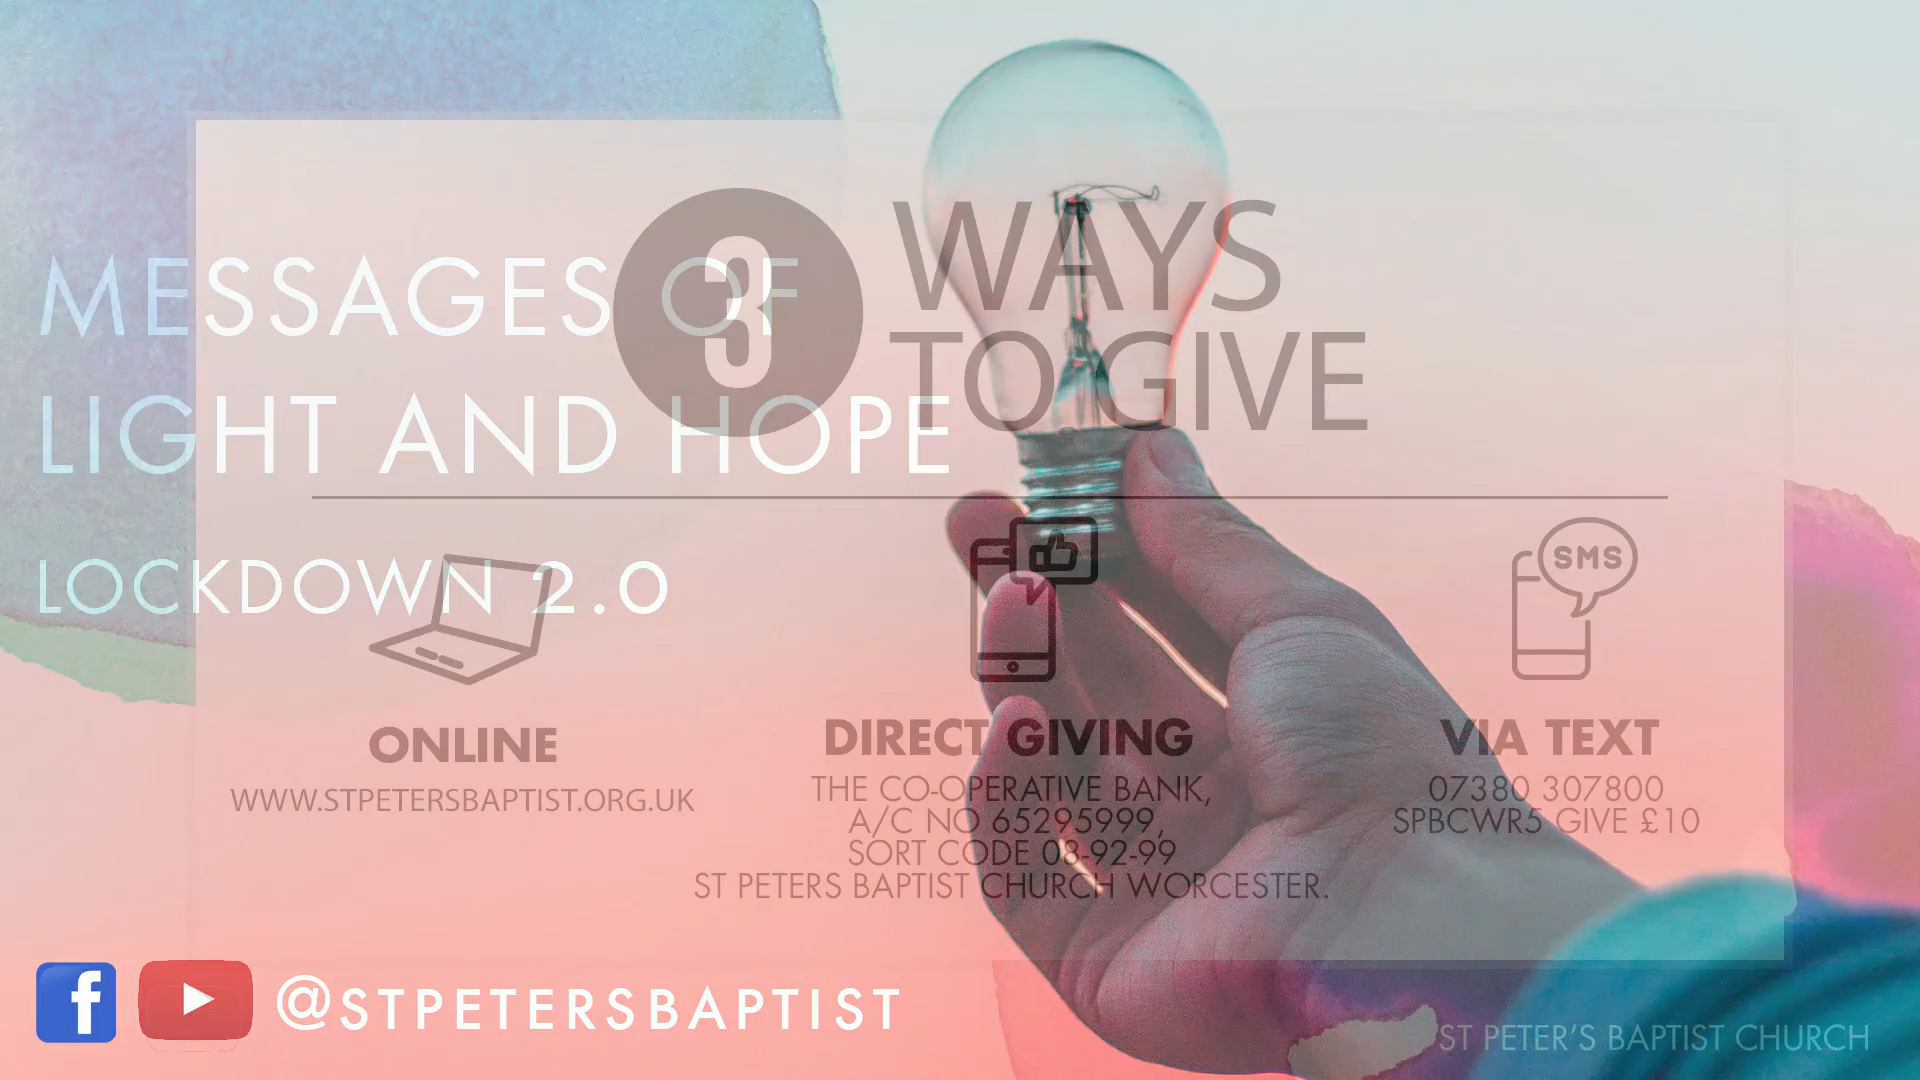 MESSAGES OF
LIGHT AND HOPE
LOCKDOWN 2.0
3
WAYS
TO GIVE
SMS
ONLINE
WWW.STPETERSBAPTIST.ORG.UK
DIRECT GIVING
THE CO-OPERATIVE BANK,
A/C NO 65295999,
SORT CODE 08-92-99
ST PETERS BAPTIST CHURCH WORCESTER.
VIA TEXT
07380 307800
SPBCWR5 GIVE £10
f
@STPETERSBAPTIST
ST PETER'S BAPTIST CHURCH